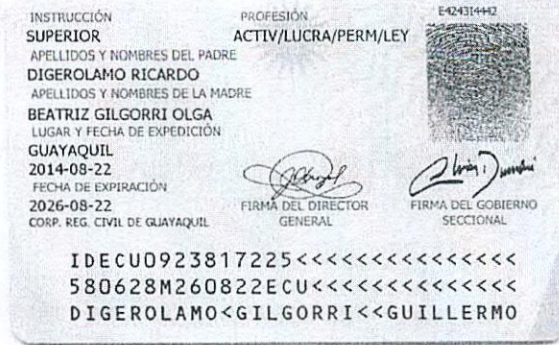 INSTRUCCIÓN PROFESIÓN E424314442
SUPERIOR ACTIV/LUCRA/PERM/LEY
APELLIDOS Y NOMBRES DEL PADRE
DIGEROLAMO RICARDO
APELLIDOS Y NOMBRES DE LA MADRE
BEATRIZ GILGORRI OLGA
LUGAR Y FECHA DE EXPEDICIÓN
GUAYAQUIL
2014-08-22
FECHA DE EXPIRACIÓN
2026-08-22
CORP. REG. CIVIL DE GUAYAQUIL
FIRMA DEL DIRECTOR GENERAL
FIRMA DEL GOBIERNO SECCIONAL
IDECU0923817225<<<<<<<<<<<<<<<
580628M260822ECU<<<<<<<<<<<<<<
DIGEROLAMO<GILGORRI<<GUILLERMO